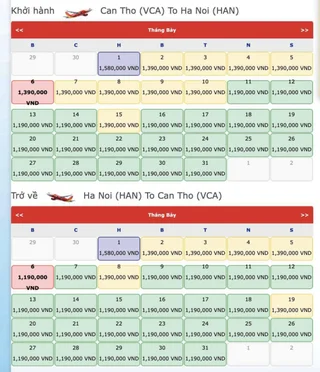 Khởi hành Can Tho (VCA) To Ha Noi (HAN)
<< Tháng Bảy >>
B C H B T N S
29 30 1 2 3 4 5
1,580,000 VND 1,390,000 VND 1,390,000 VND 1,390,000 VND 1,390,000 VND
6 7 8 9 10 11 12
1,390,000 1,390,000 VND 1,390,000 VND 1,390,000 VND 1,390,000 VND 1,190,000 VND 1,190,000 VND
VND
13 14 15 16 17 18 19
1,190,000 VND 1,190,000 VND 1,390,000 VND 1,190,000 VND 1,190,000 VND 1,190,000 VND 1,190,000 VND
20 21 22 23 24 25 26
1,190,000 VND 1,190,000 VND 1,190,000 VND 1,190,000 VND 1,190,000 VND 1,190,000 VND 1,190,000 VND
27 28 29 30 31 1 2
1,190,000 VND 1,190,000 VND 1,190,000 VND 1,190,000 VND 1,190,000 VND
Trở về Ha Noi (HAN) To Can Tho (VCA)
<< Tháng Bảy >>
B C H B T N S
29 30 1 2 3 4 5
1,580,000 VND 1,390,000 VND 1,390,000 VND 1,390,000 VND 1,390,000 VND
6 7 8 9 10 11 12
1,190,000 1,190,000 VND 1,390,000 VND 1,190,000 VND 1,190,000 VND 1,190,000 VND 1,190,000 VND
VND
13 14 15 16 17 18 19
1,190,000 VND 1,190,000 VND 1,190,000 VND 1,190,000 VND 1,190,000 VND 1,190,000 VND 1,390,000 VND
20 21 22 23 24 25 26
1,190,000 VND 1,190,000 VND 1,190,000 VND 1,190,000 VND 1,190,000 VND 1,190,000 VND 1,190,000 VND
27 28 29 30 31 1 2
1,190,000 VND 1,190,000 VND 1,190,000 VND 1,190,000 VND 1,190,000 VND